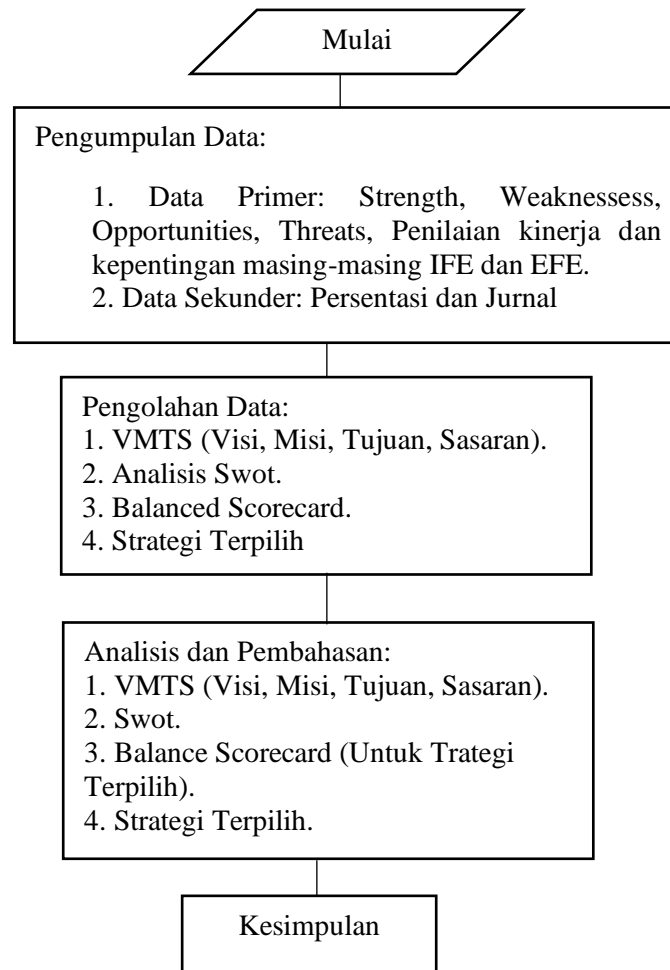 Mulai
Pengumpulan Data:
1. Data Primer: Strength, Weaknessess,
Opportunities, Threats, Penilaian kinerja dan
kepentingan masing-masing IFE dan EFE.
2. Data Sekunder: Persentasi dan Jurnal
Pengolahan Data:
1. VMTS (Visi, Misi, Tujuan, Sasaran).
2. Analisis Swot.
3. Balanced Scorecard.
4. Strategi Terpilih
Analisis dan Pembahasan:
1. VMTS (Visi, Misi, Tujuan, Sasaran).
2. Swot.
3. Balance Scorecard (Untuk Trategi
Terpilih).
4. Strategi Terpilih.
Kesimpulan